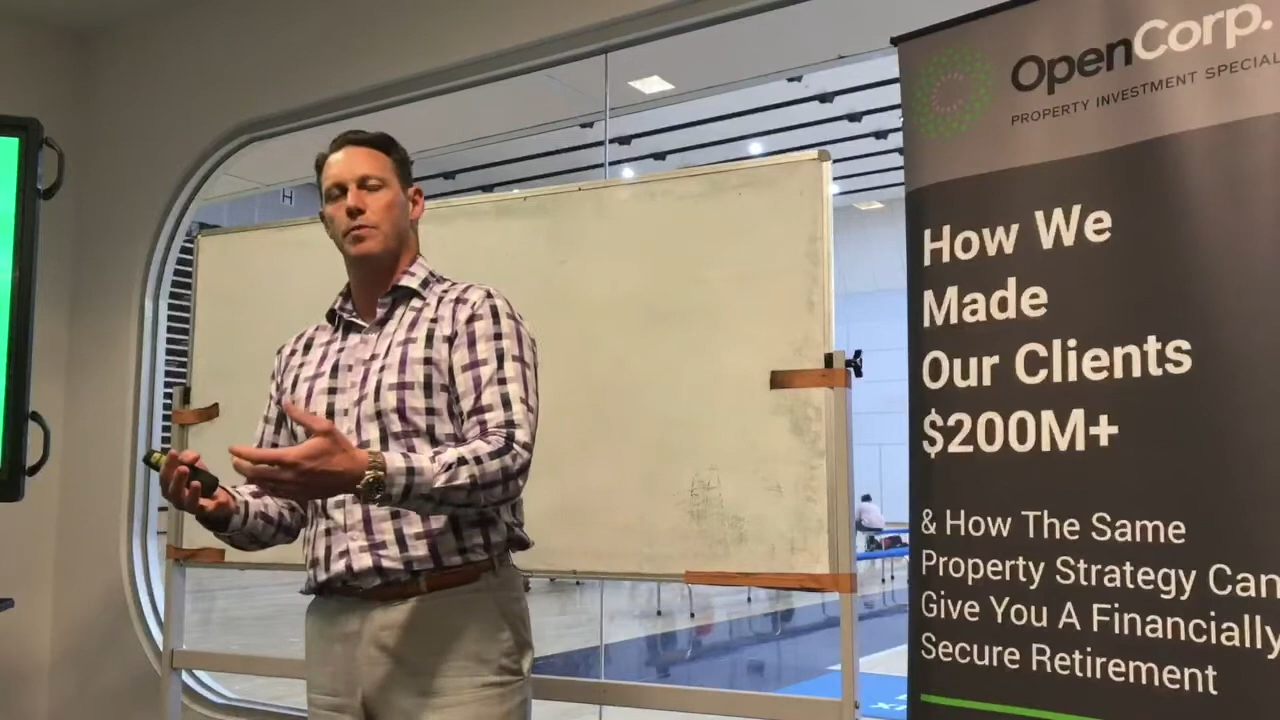 OpenCorp.
PROPERTY INVESTMENT
How We
Made
Our Clients
$200M+
& How The Same
Property Strategy Can
Give You A Financially
Secure Retirement
H